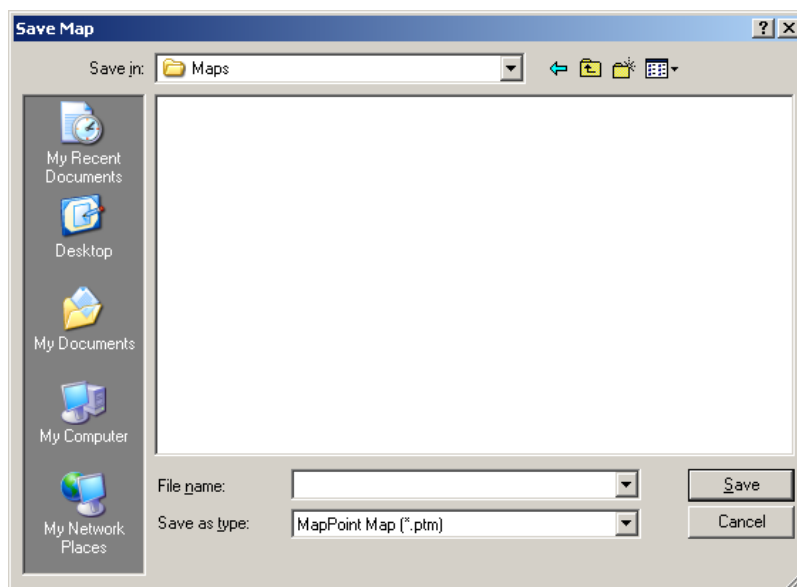 Save Map
Save in: Maps
My Recent
Documents
Desktop
My Documents
My Computer
My Network
Places
File name:
Save
Save as type: MapPoint Map (*.ptm)
Cancel